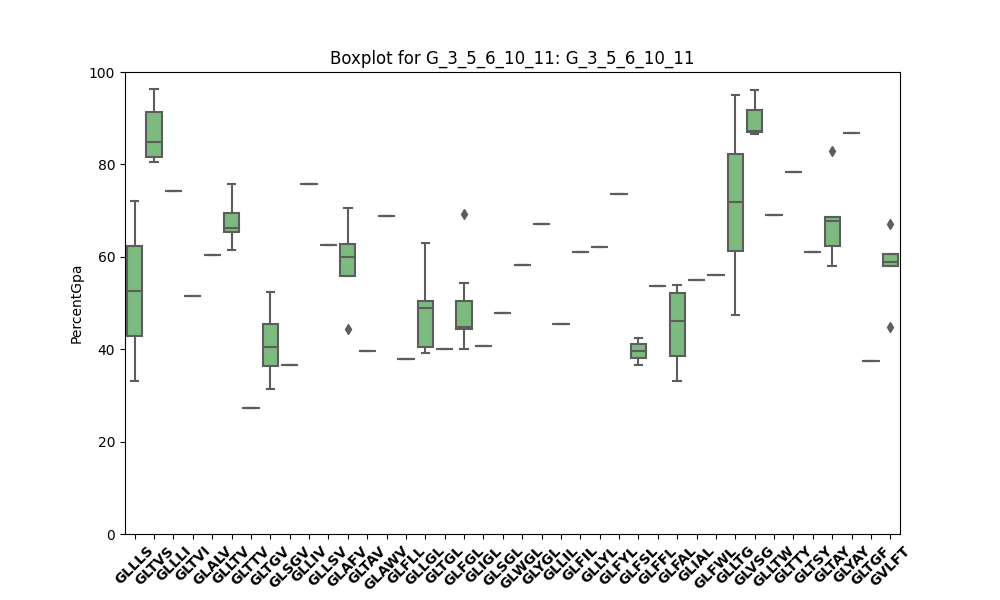 Boxplot for G_3_5_6_10_11: G_3_5_6_10_11
100
80
60
40
20
0
PercentGpa
GLLLS
GLTVS
GLLLI
GLTVI
GLALV
GLLTV
GLTTV
GLTGV
GLSGV
GLLIV
GLLSV
GLAFV
GLTAV
GLAWV
GLFLL
GLLGL
GLTGL
GLFGL
GLIGL
GLSGL
GLWGL
GLYGL
GLLIL
GLFIL
GLLYL
GLFYL
GLFSL
GLFFL
GLFAL
GLIAL
GLFWL
GLLTG
GLVSG
GLLTW
GLTTY
GLTSY
GLTAY
GLYAY
GLTGF
GVLFT